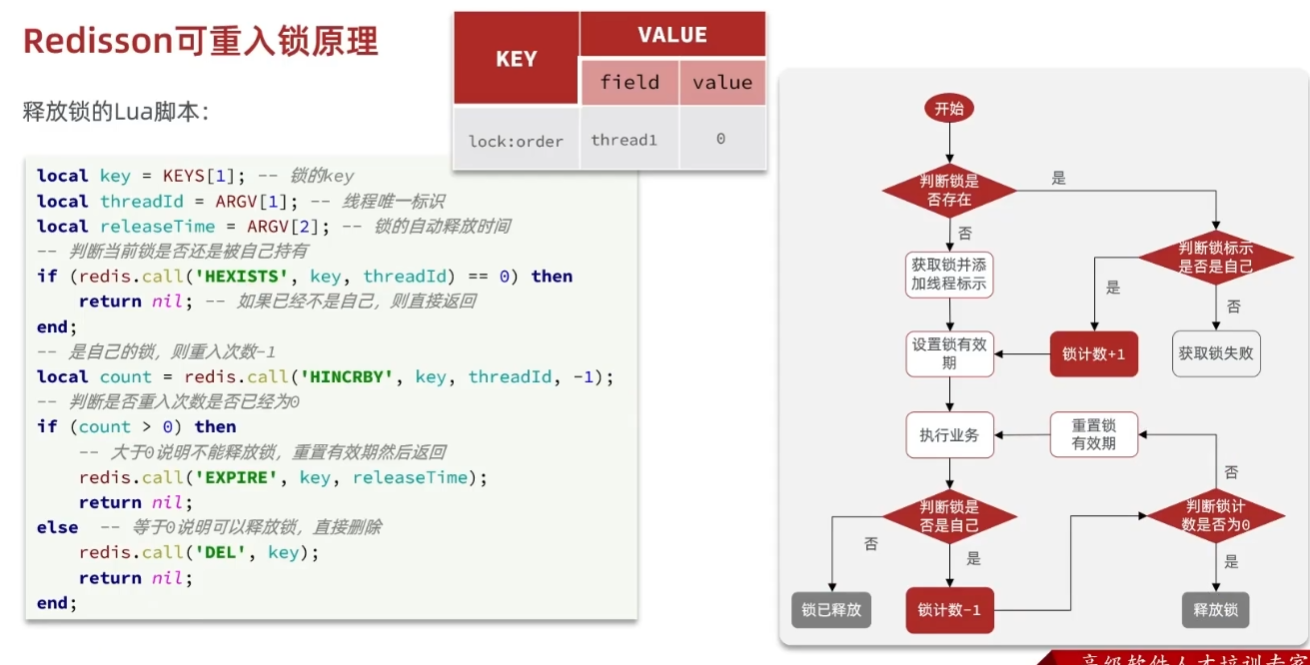 Redisson可重入锁原理
释放锁的Lua脚本：
KEY
VALUE
field
value
lock:order
thread1
0
local key = KEYS[1]; -- 锁的key
local threadId = ARGV[1]; -- 线程唯一标识
local releaseTime = ARGV[2]; -- 锁的自动释放时间
-- 判断当前锁是否还是被自己持有
if (redis.call('HEXISTS', key, threadId) == 0) then
return nil; -- 如果已经不是自己，则直接返回
end;
-- 是自己的锁，则重入次数-1
local count = redis.call('HINCRBY', key, threadId, -1);
-- 判断是否重入次数是否已经为0
if (count > 0) then
-- 大于0说明不能释放锁，重置有效期然后返回
redis.call('EXPIRE', key, releaseTime);
return nil;
else -- 等于0说明可以释放锁，直接删除
redis.call('DEL', key);
return nil;
end;
开始
判断锁是
否存在
是
否
获取锁并添
加线程标示
判断锁标示
是否是自己
是
否
设置锁有效
期
锁计数+1
获取锁失败
执行业务
重置锁
有效期
否
判断锁是
否是自己
判断锁计
数是否为0
否
是
是
锁已释放
锁计数-1
释放锁
高级软件人才培训专家